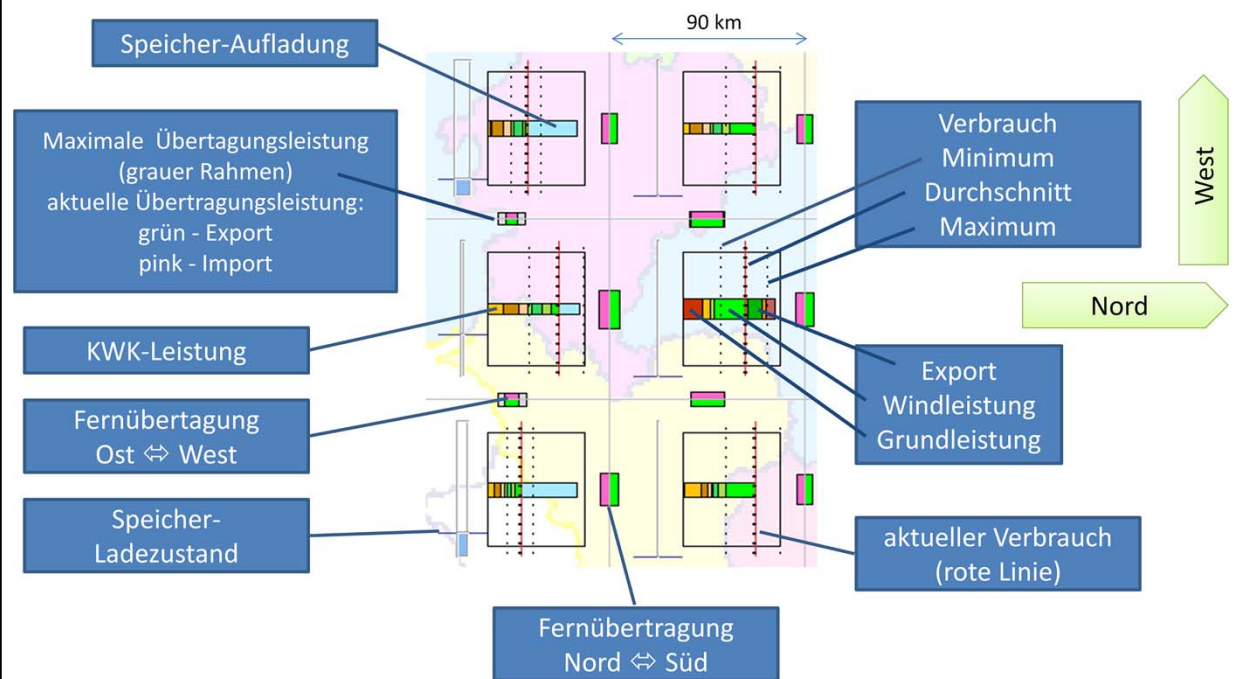 90 km
Speicher-Aufladung
Maximale Übertagungsleistung
(grauer Rahmen)
aktuelle Übertragungsleistung:
grün - Export
pink - Import
KWK-Leistung
Fernübertagung
Ost ⇔ West
Speicher-
Ladezustand
Fernübertragung
Nord ⇔ Süd
Verbrauch
Minimum
Durchschnitt
Maximum
West
Nord
Export
Windleistung
Grundleistung
aktueller Verbrauch
(rote Linie)